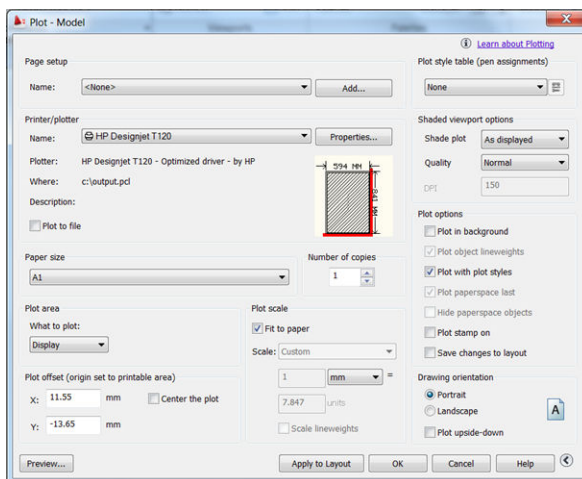 Plot - Model
Learn about Plotting
Page setup
Name: <None> Add...
Plot style table (pen assignments)
None
Printer/plotter
Name: HP Designjet T120 Properties...
Plotter: HP Designjet T120 - Optimized driver - by HP
Where: c:\output.pcl
Description:
Plot to file
594 MM
841 MM
Shaded viewport options
Shade plot As displayed
Quality Normal
DPI 150
Paper size
A1
Number of copies
1
Plot options
Plot in background
Plot object lineweights
Plot with plot styles
Plot paperspace last
Hide paperspace objects
Plot stamp on
Save changes to layout
Plot area
What to plot:
Display
Plot scale
Fit to paper
Scale: Custom
1 mm =
7.847 units
Scale lineweights
Plot offset (origin set to printable area)
X: 11.55 mm Center the plot
Y: -13.65 mm
Drawing orientation
Portrait
Landscape
Plot upside-down
A
Preview... Apply to Layout OK Cancel Help